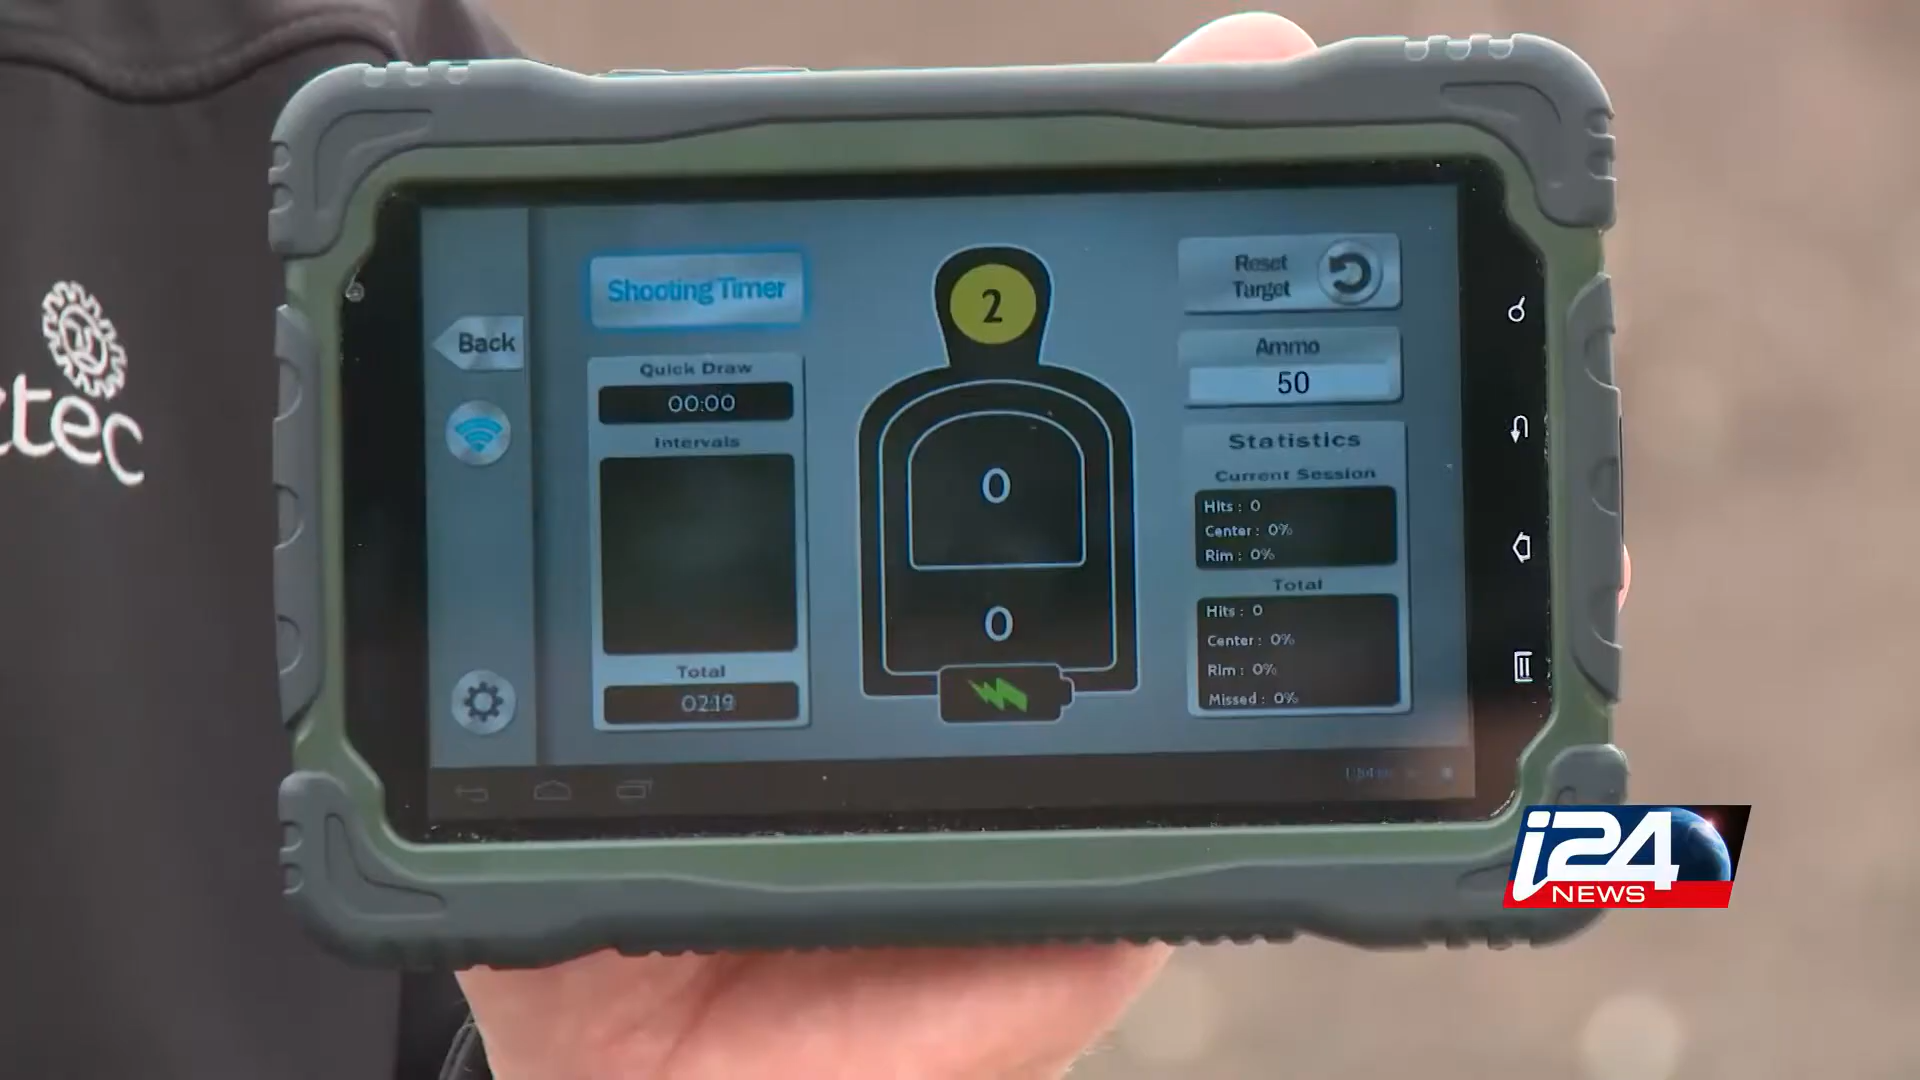 Shooting Timer
Back
Quick Draw
00:00
Intervals
Total
02:19
2
0
0
Reset
Target
Ammo
50
Statistics
Current Session
Hits : 0
Center : 0%
Rim : 0%
Total
Hits : 0
Center : 0%
Rim : 0%
Missed : 0%
tec
i24
NEWS